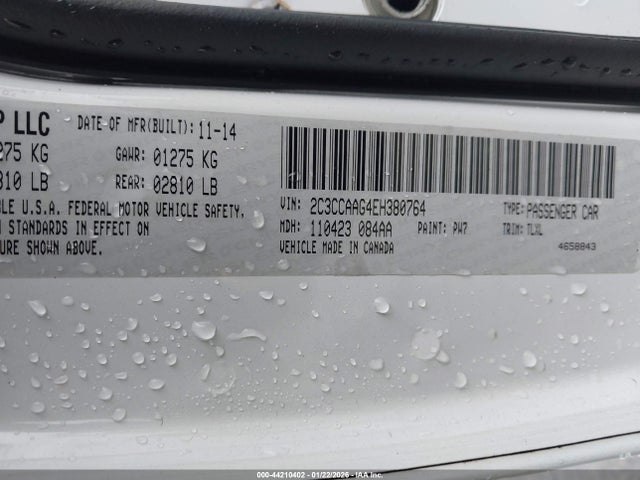 P LLC
DATE OF MFR(BUILT): 11-14
275 KG
GAWR: 01275 KG
810 LB
REAR: 02810 LB
BLE U.S.A. FEDERAL MOTOR VEHICLE SAFETY,
STANDARDS IN EFFECT ON
URE SHOWN ABOVE.
VIN: 2C3CCAAG4EH380764
TYPE: PASSENGER CAR
MDH: 110423 084AA
PAINT: PW7
TRIM: TLXL
VEHICLE MADE IN CANADA
4658843
000-44210402 - 01/22/2026 - IAA Inc.